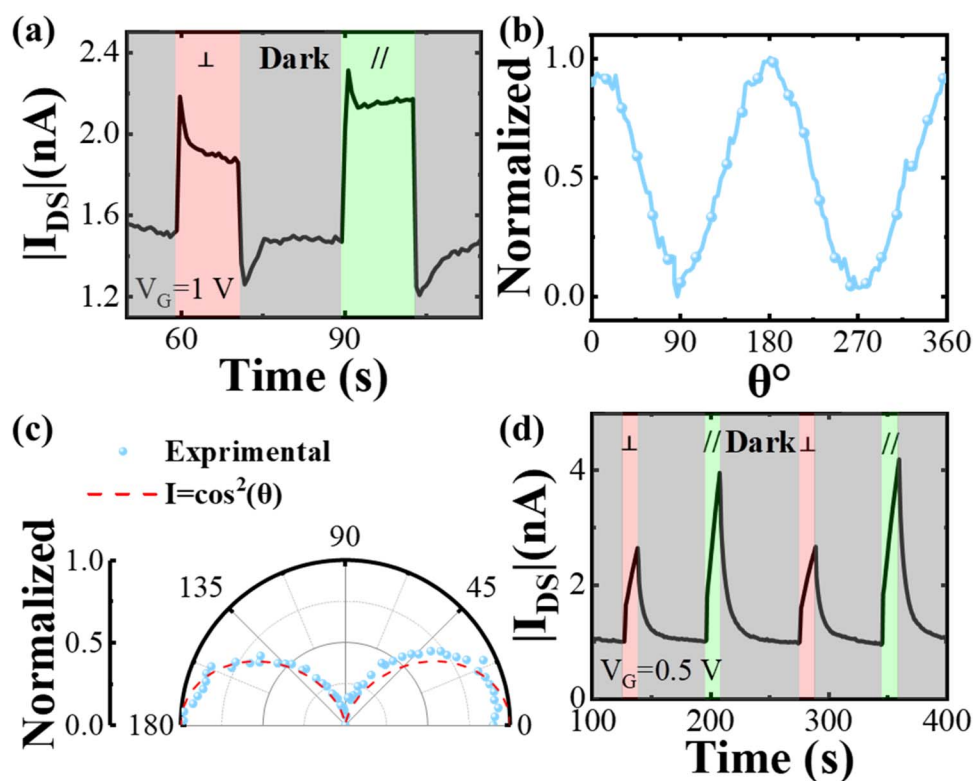 (a)
⊥ Dark //
2.4
2.0
1.6
1.2
|I_DS|(nA)
V_G=1 V
60 90
Time (s)
(b)
1.0
0.5
0.0
Normalized
0 90 180 270 360
θ°
(c)
Exprimental
I=cos²(θ)
Normalized
1.0
0.5
0.0
90
135 45
180 0
(d)
⊥ // Dark ⊥ //
4
2
0
|I_DS|(nA)
V_G=0.5 V
100 200 300 400
Time (s)